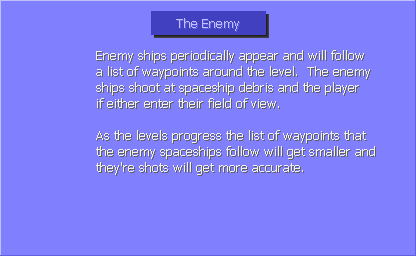 The Enemy
Enemy ships periodically appear and will follow
a list of waypoints around the level.  The enemy
ships shoot at spaceship debris and the player
if either enter their field of view.
As the levels progress the list of waypoints that
the enemy spaceships follow will get smaller and
they're shots will get more accurate.